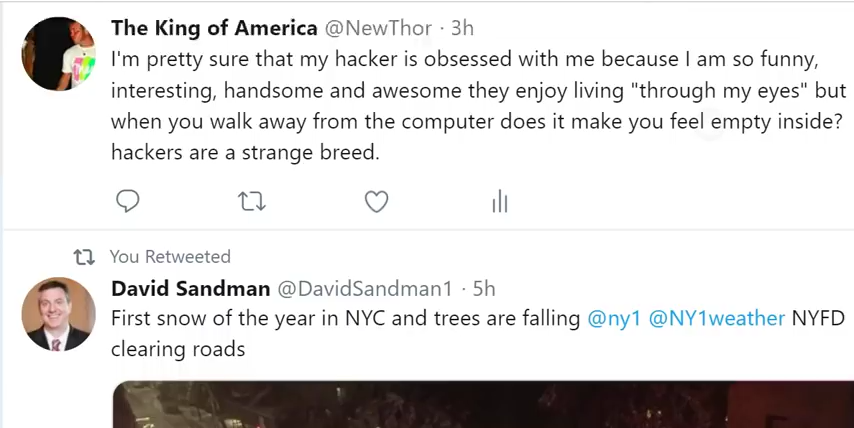 The King of America @NewThor · 3h
I'm pretty sure that my hacker is obsessed with me because I am so funny,
interesting, handsome and awesome they enjoy living "through my eyes" but
when you walk away from the computer does it make you feel empty inside?
hackers are a strange breed.
You Retweeted
David Sandman @DavidSandman1 · 5h
First snow of the year in NYC and trees are falling @ny1 @NY1weather NYFD
clearing roads